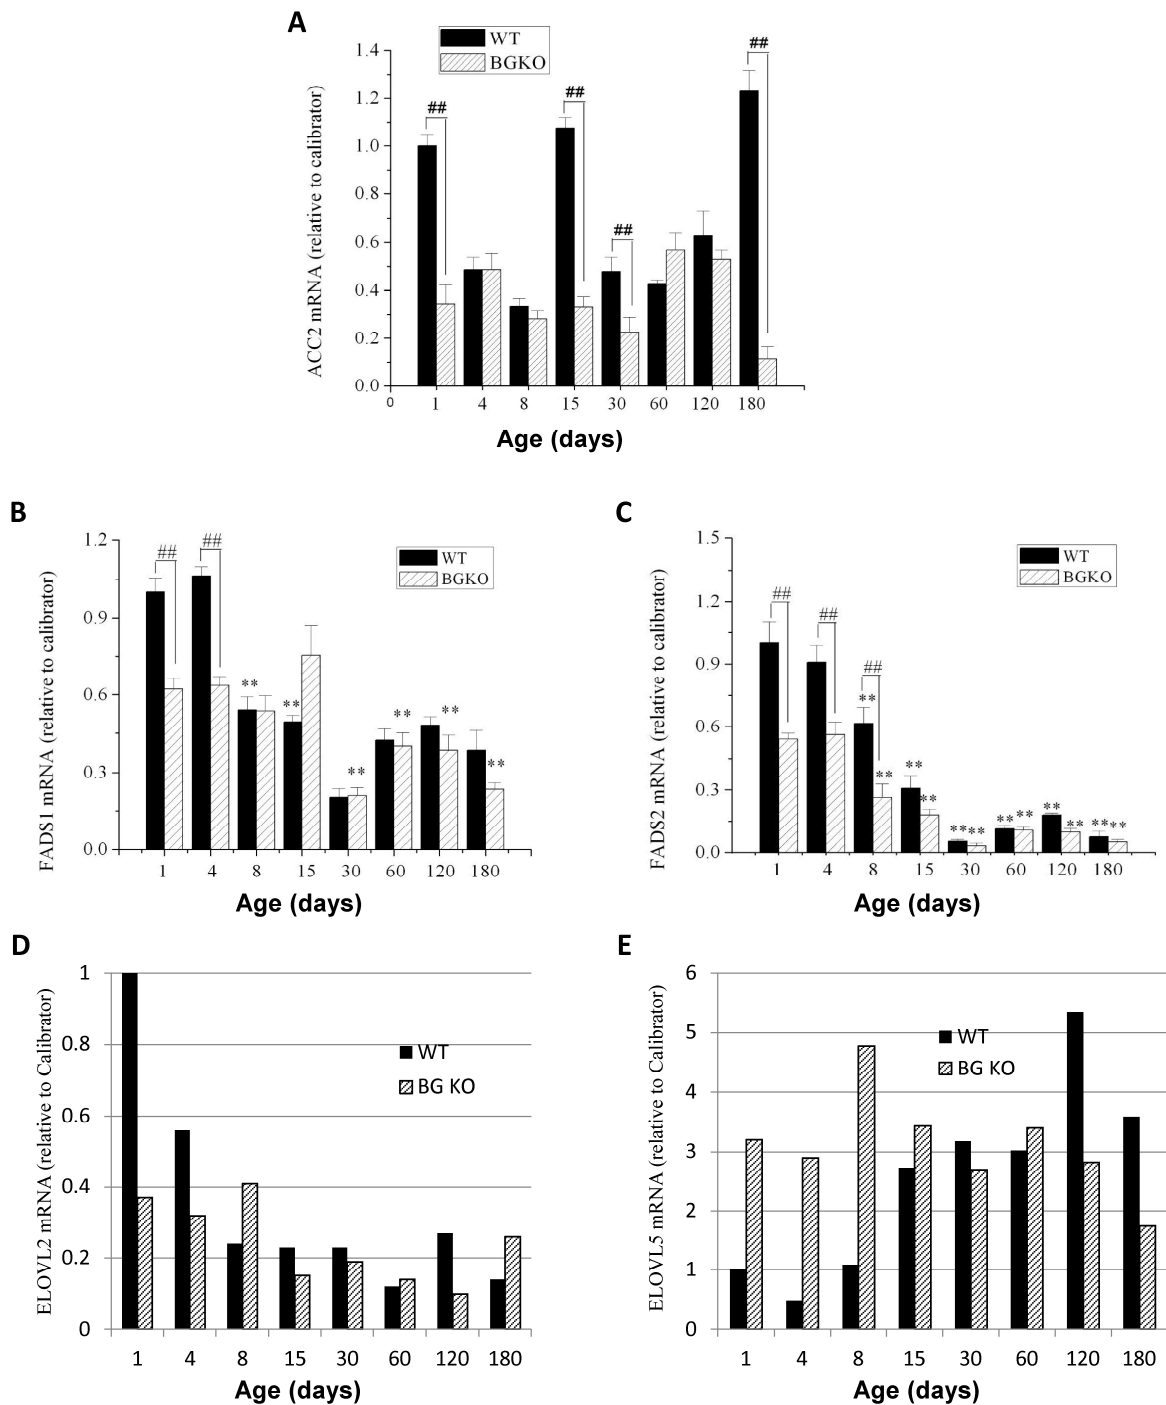 A
WT
BGKO
ACC2 mRNA (relative to calibrator)
1.4
1.2
1.0
0.8
0.6
0.4
0.2
0.0
##
##
##
##
0 1 4 8 15 30 60 120 180
Age (days)
B
WT
BGKO
FADS1 mRNA (relative to calibrator)
1.2
0.9
0.6
0.3
0.0
##
##
**
**
**
**
**
**
1 4 8 15 30 60 120 180
Age (days)
C
WT
BGKO
FADS2 mRNA (relative to calibrator)
1.5
1.2
0.9
0.6
0.3
0.0
##
##
##
**
**
**
**
**
**
**
**
**
**
**
**
1 4 8 15 30 60 120 180
Age (days)
D
WT
BG KO
ELOVL2 mRNA (relative to Calibrator)
1
0.8
0.6
0.4
0.2
0
1 4 8 15 30 60 120 180
Age (days)
E
WT
BG KO
ELOVL5 mRNA (relative to Calibrator)
6
5
4
3
2
1
0
1 4 8 15 30 60 120 180
Age (days)